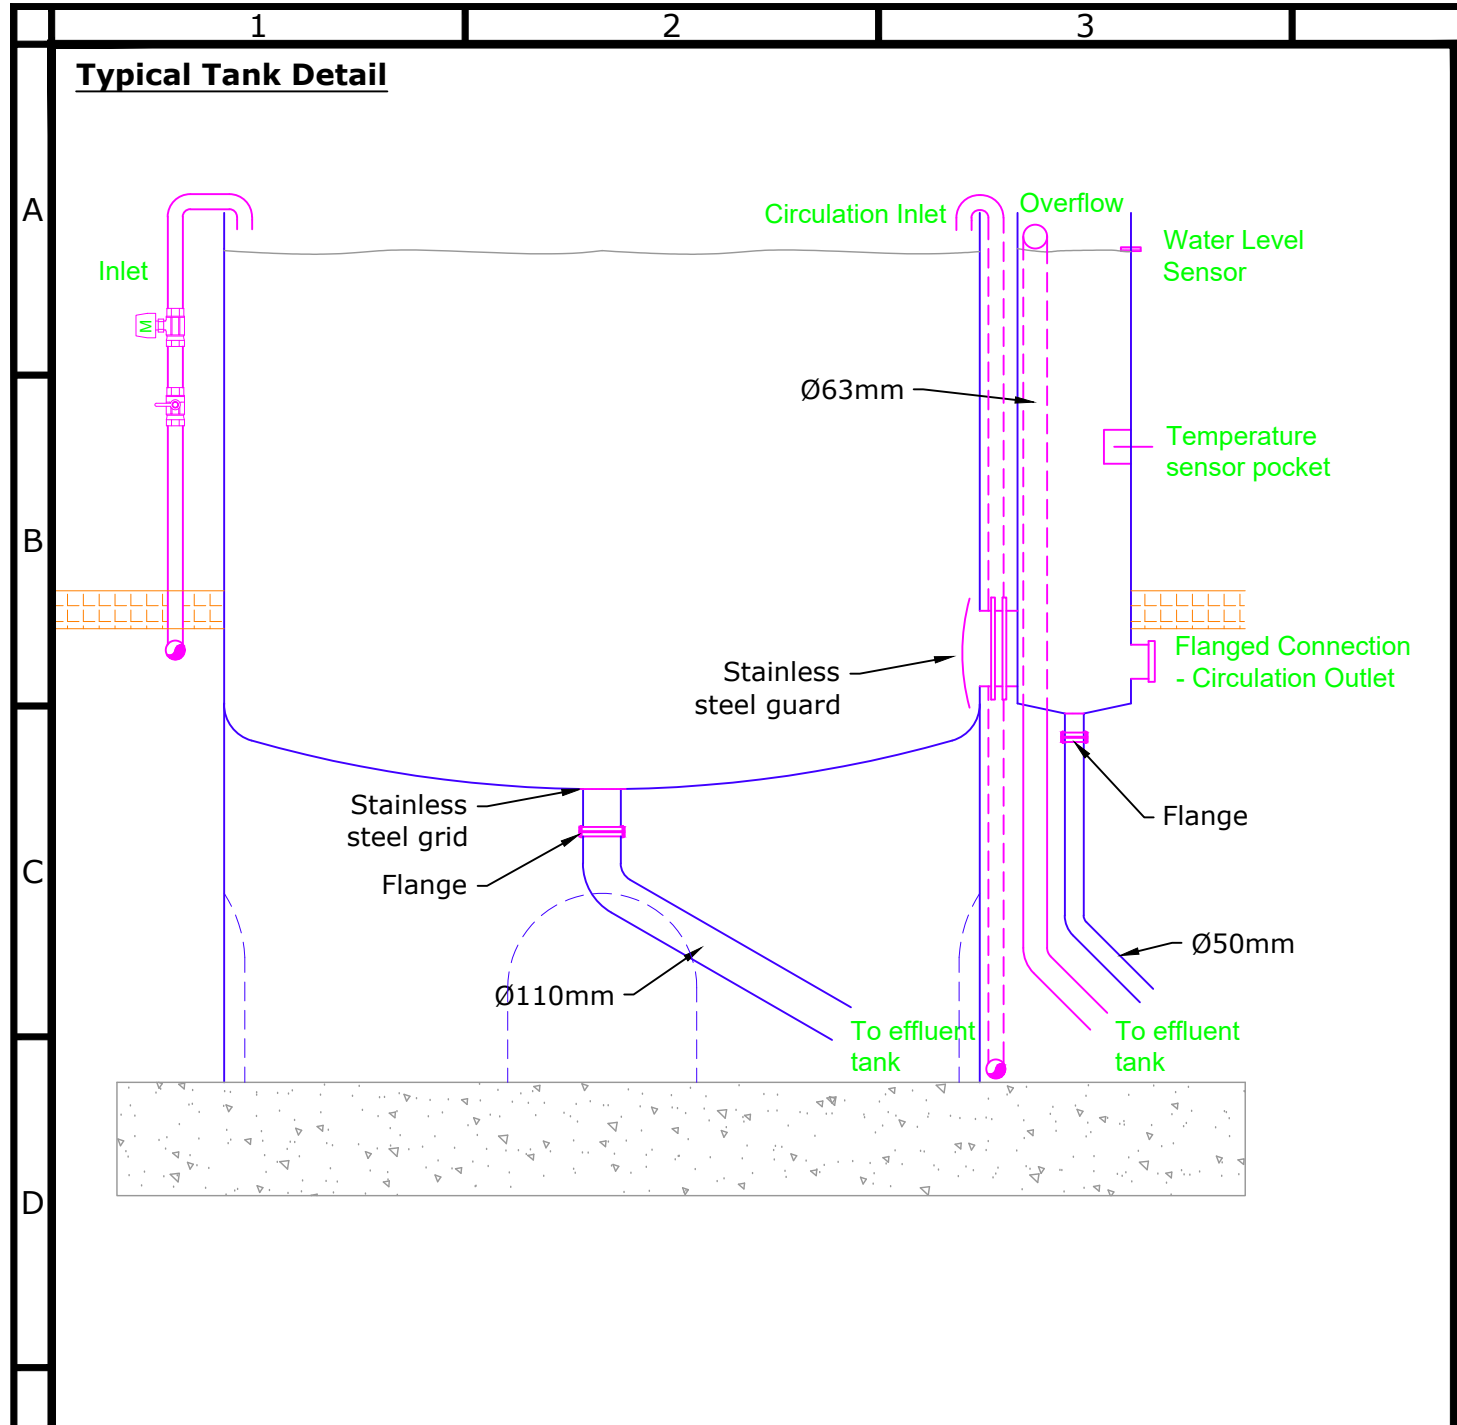 1
2
3
Typical Tank Detail
A
Circulation Inlet
Overflow
Water Level
Sensor
Inlet
M
Ø63mm
Temperature
sensor pocket
B
Flanged Connection
- Circulation Outlet
Stainless
steel guard
Stainless
steel grid
Flange
C
Flange
Ø50mm
Ø110mm
To effluent
tank
To effluent
tank
D